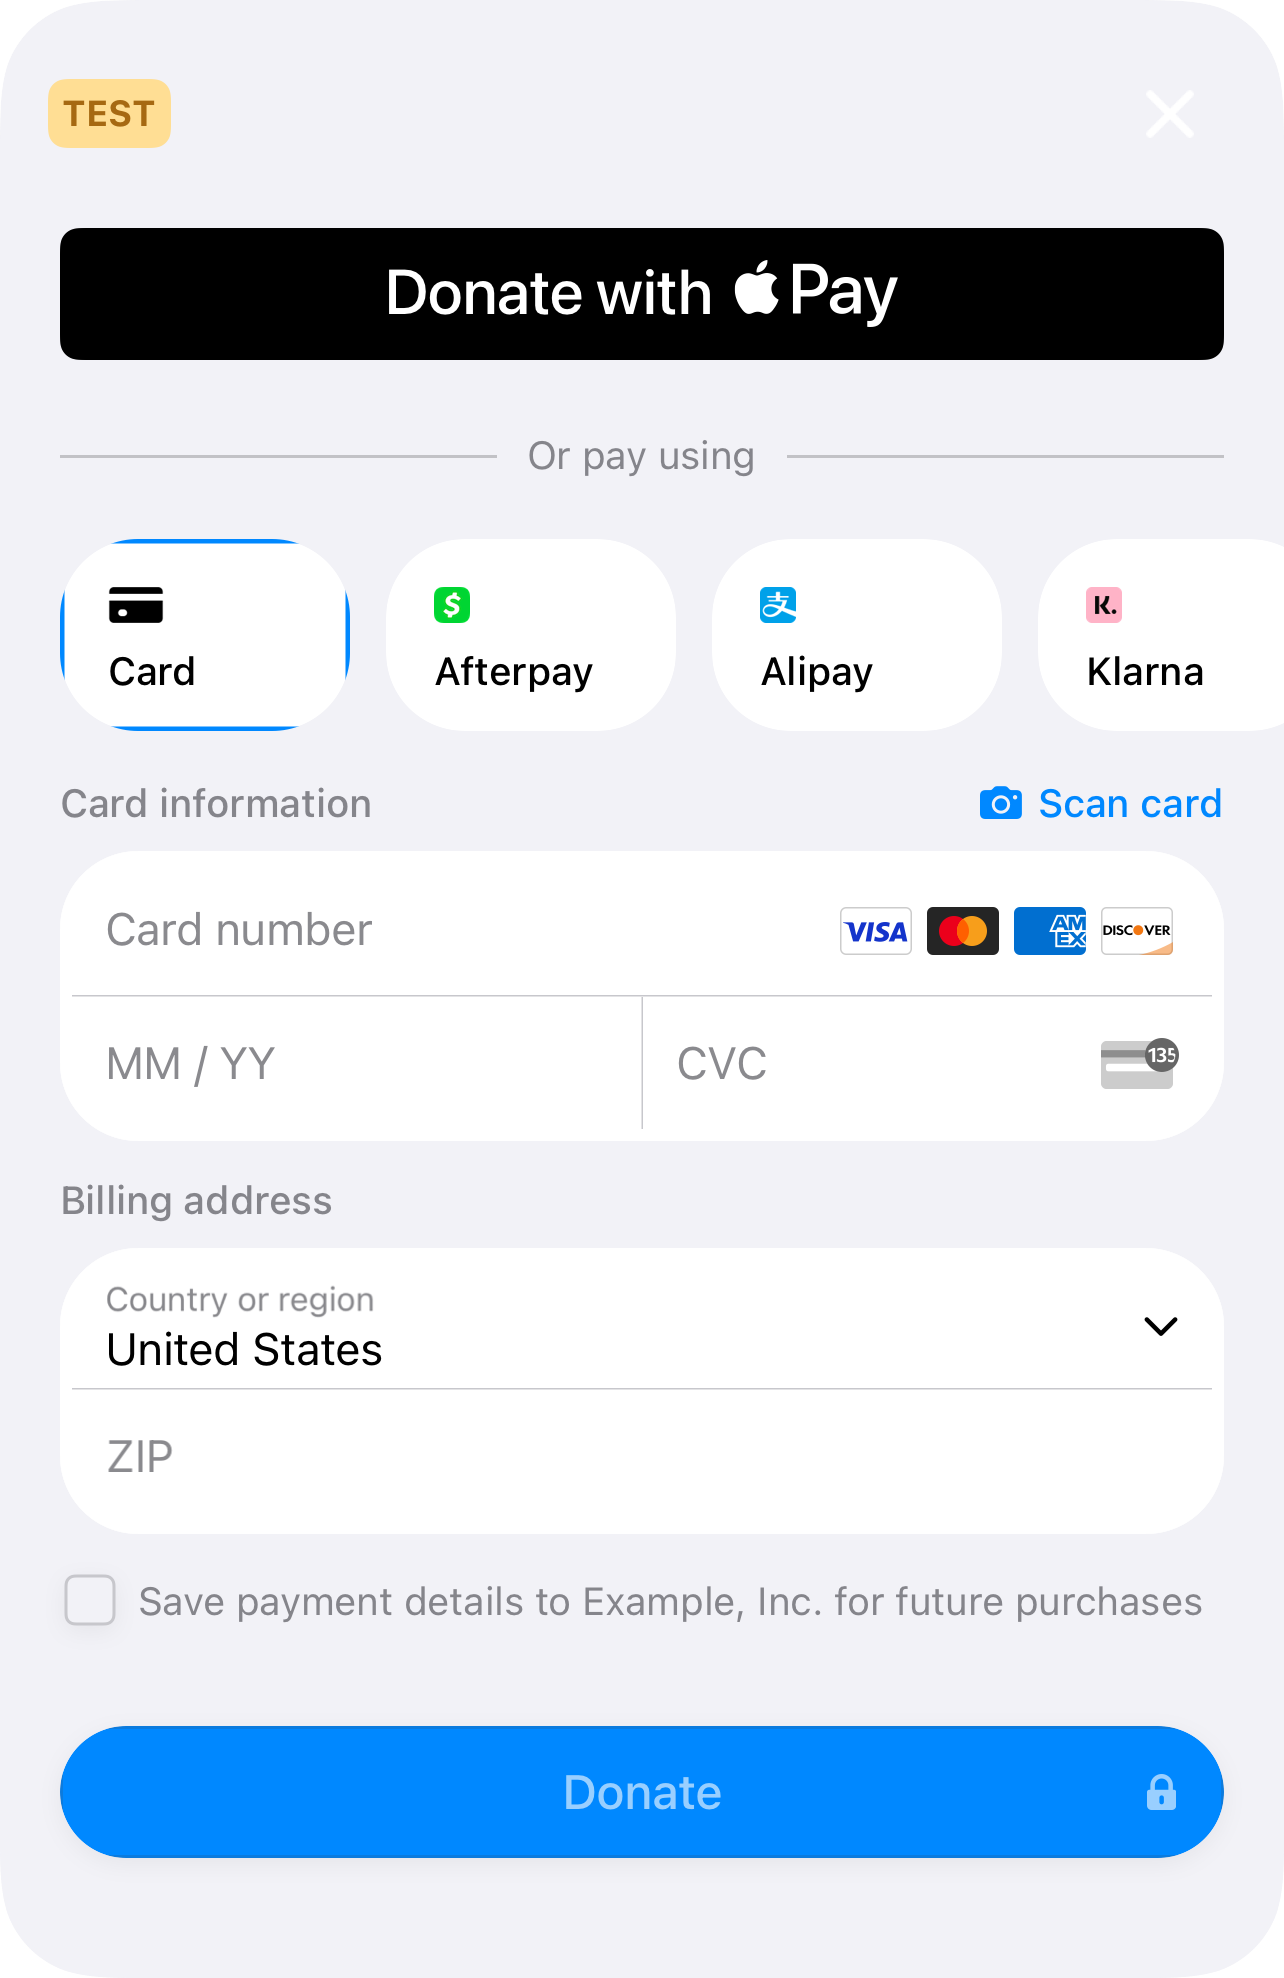 TEST
Donate with Pay
Or pay using
$
支
K.
Card
Afterpay
Alipay
Klarna
Card information
Scan card
Card number
VISA
AM
EX
DISCOVER
MM / YY
CVC
135
Billing address
Country or region
United States
ZIP
Save payment details to Example, Inc. for future purchases
Donate